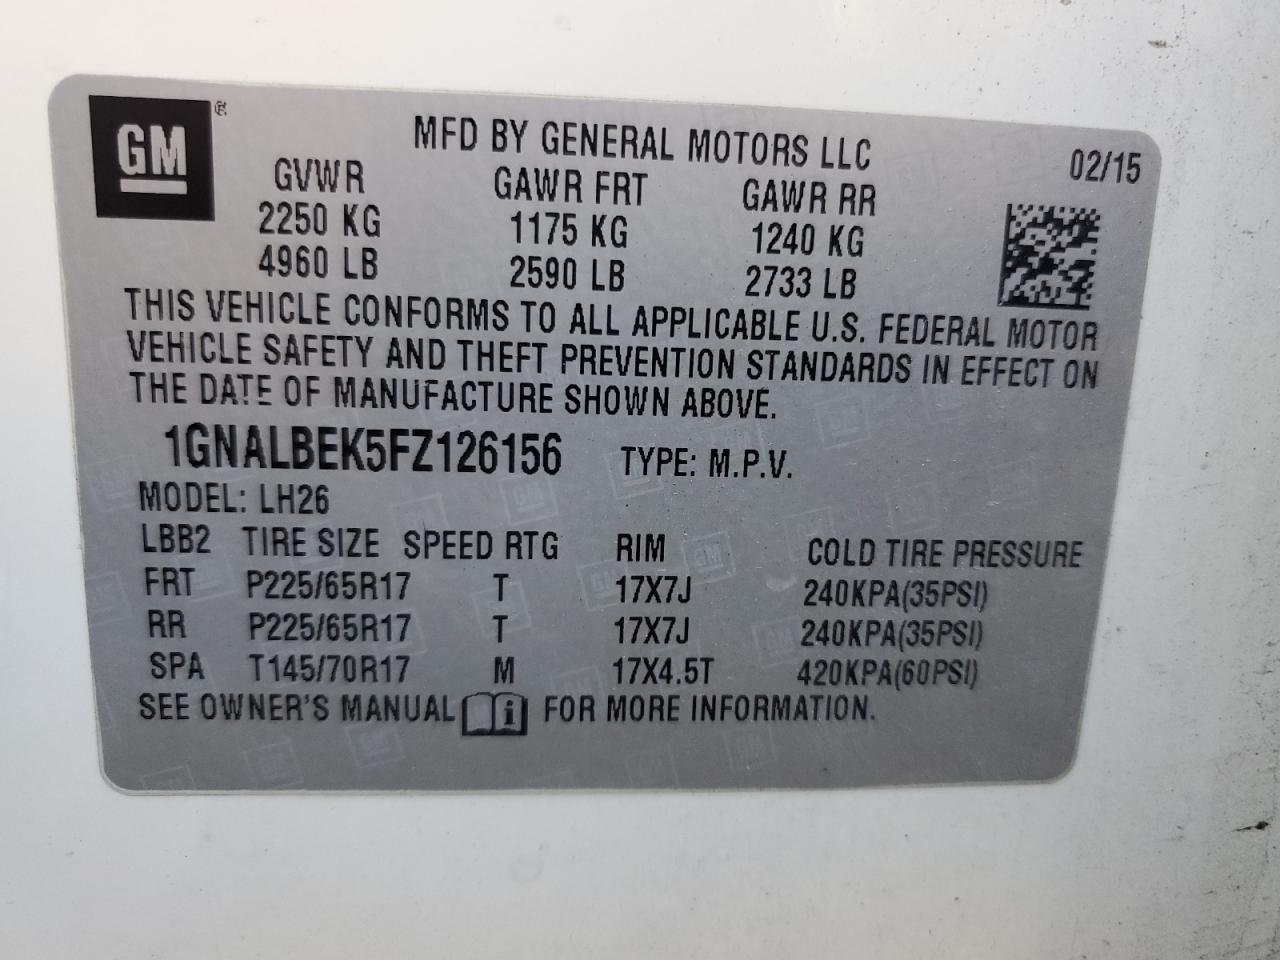 GM ®
MFD BY GENERAL MOTORS LLC 02/15
GVWR GAWR FRT GAWR RR
2250 KG 1175 KG 1240 KG
4960 LB 2590 LB 2733 LB
THIS VEHICLE CONFORMS TO ALL APPLICABLE U.S. FEDERAL MOTOR
VEHICLE SAFETY AND THEFT PREVENTION STANDARDS IN EFFECT ON
THE DATE OF MANUFACTURE SHOWN ABOVE.
1GNALBEK5FZ126156 TYPE: M.P.V.
MODEL: LH26
LBB2 TIRE SIZE SPEED RTG RIM COLD TIRE PRESSURE
FRT P225/65R17 T 17X7J 240KPA(35PSI)
RR P225/65R17 T 17X7J 240KPA(35PSI)
SPA T145/70R17 M 17X4.5T 420KPA(60PSI)
SEE OWNER'S MANUAL i FOR MORE INFORMATION.